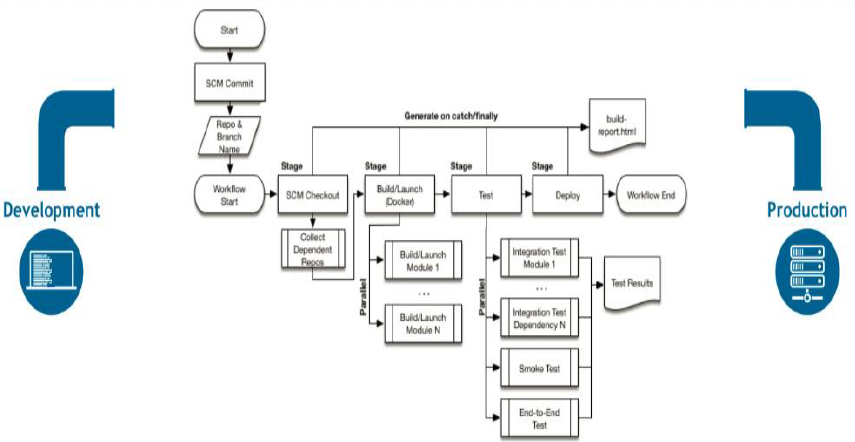 Start
SCM Commit
Repo &
Branch
Name
Generate on catch/finally
build-
report.html
Stage
Stage
Stage
Stage
Workflow
Start
SCM Checkout
Build/Launch
(Docker)
Test
Deploy
Workflow End
Development
Production
Collect
Dependent
Repos
Parallel
Build/Launch
Module 1
...
Build/Launch
Module N
Parallel
Integration Test
Module 1
...
Integration Test
Dependency N
Smoke Test
End-to-End
Test
Test Results